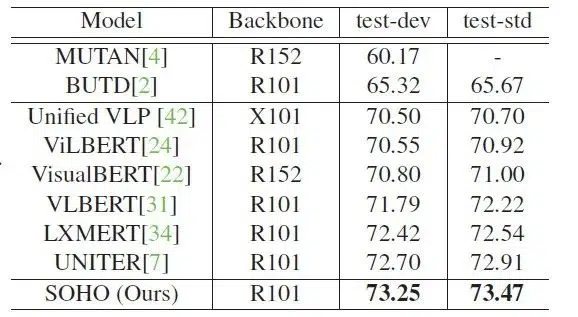 Model Backbone test-dev test-std
MUTAN[4] R152 60.17 -
BUTD[2] R101 65.32 65.67
Unified VLP [42] X101 70.50 70.70
ViLBERT[24] R101 70.55 70.92
VisualBERT[22] R152 70.80 71.00
VLBERT[31] R101 71.79 72.22
LXMERT[34] R101 72.42 72.54
UNITER[7] R101 72.70 72.91
SOHO (Ours) R101 73.25 73.47